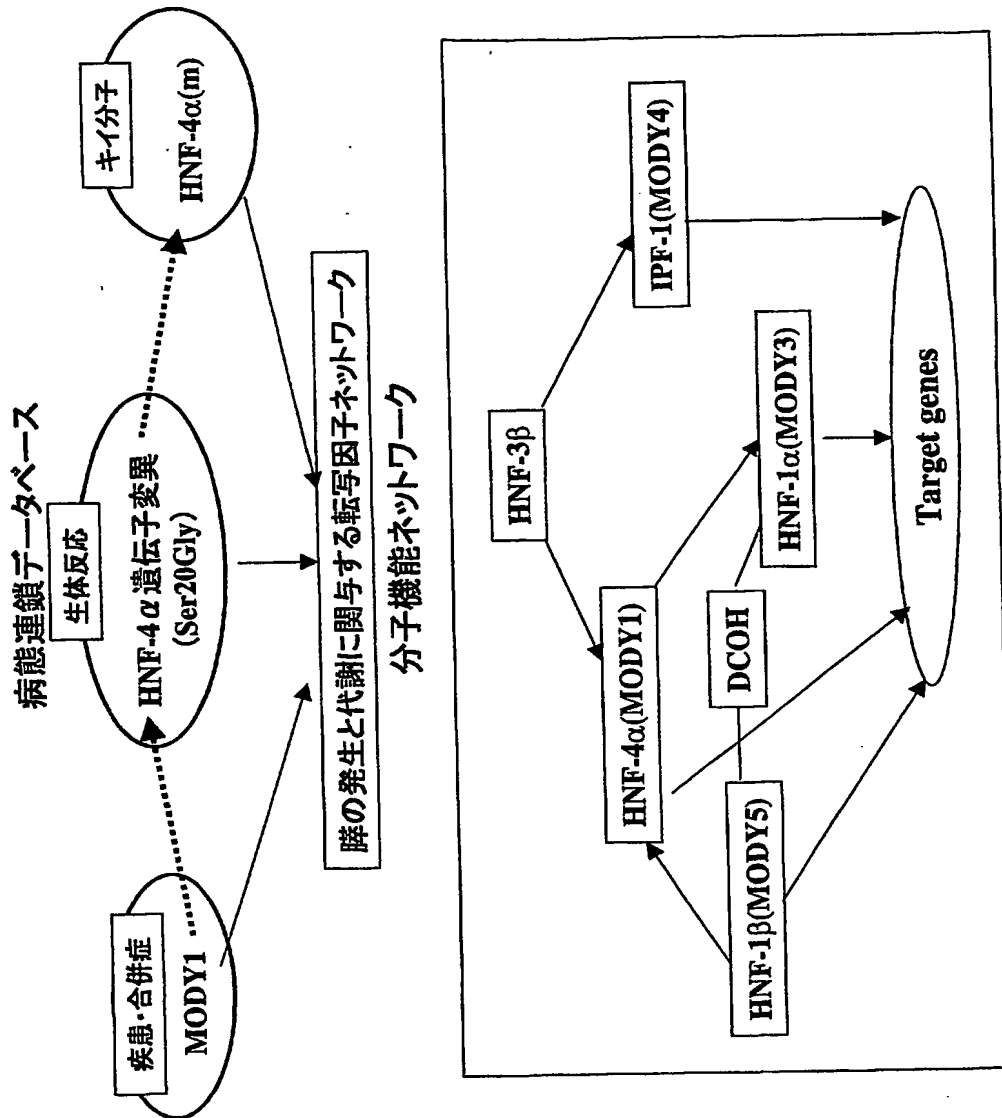 病態連鎖データベース
疾患・合併症
MODY1
生体反応
HNF-4α遺伝子変異
(Ser20Gly)
キイ分子
HNF-4α(m)
膵の発生と代謝に関与する転写因子ネットワーク
分子機能ネットワーク
HNF-3β
HNF-4α(MODY1)
IPF-1(MODY4)
DCOH
HNF-1β(MODY5)
HNF-1α(MODY3)
Target genes